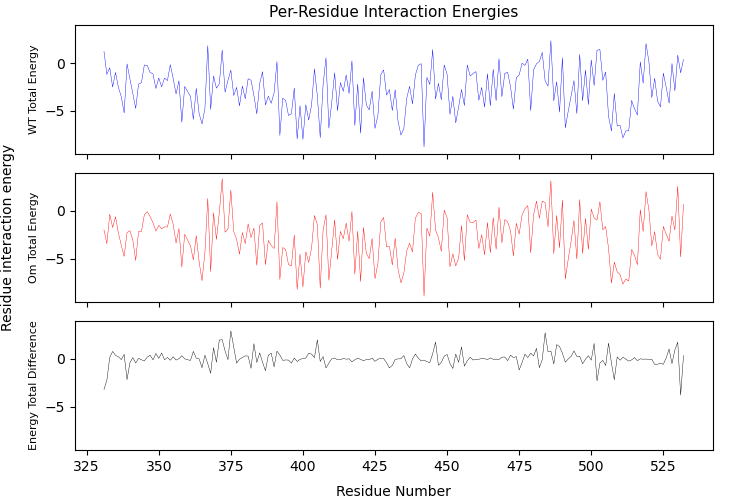 Per-Residue Interaction Energies
Residue interaction energy
WT Total Energy
0
−5
Om Total Energy
0
−5
Energy Total Difference
0
−5
325 350 375 400 425 450 475 500 525
Residue Number